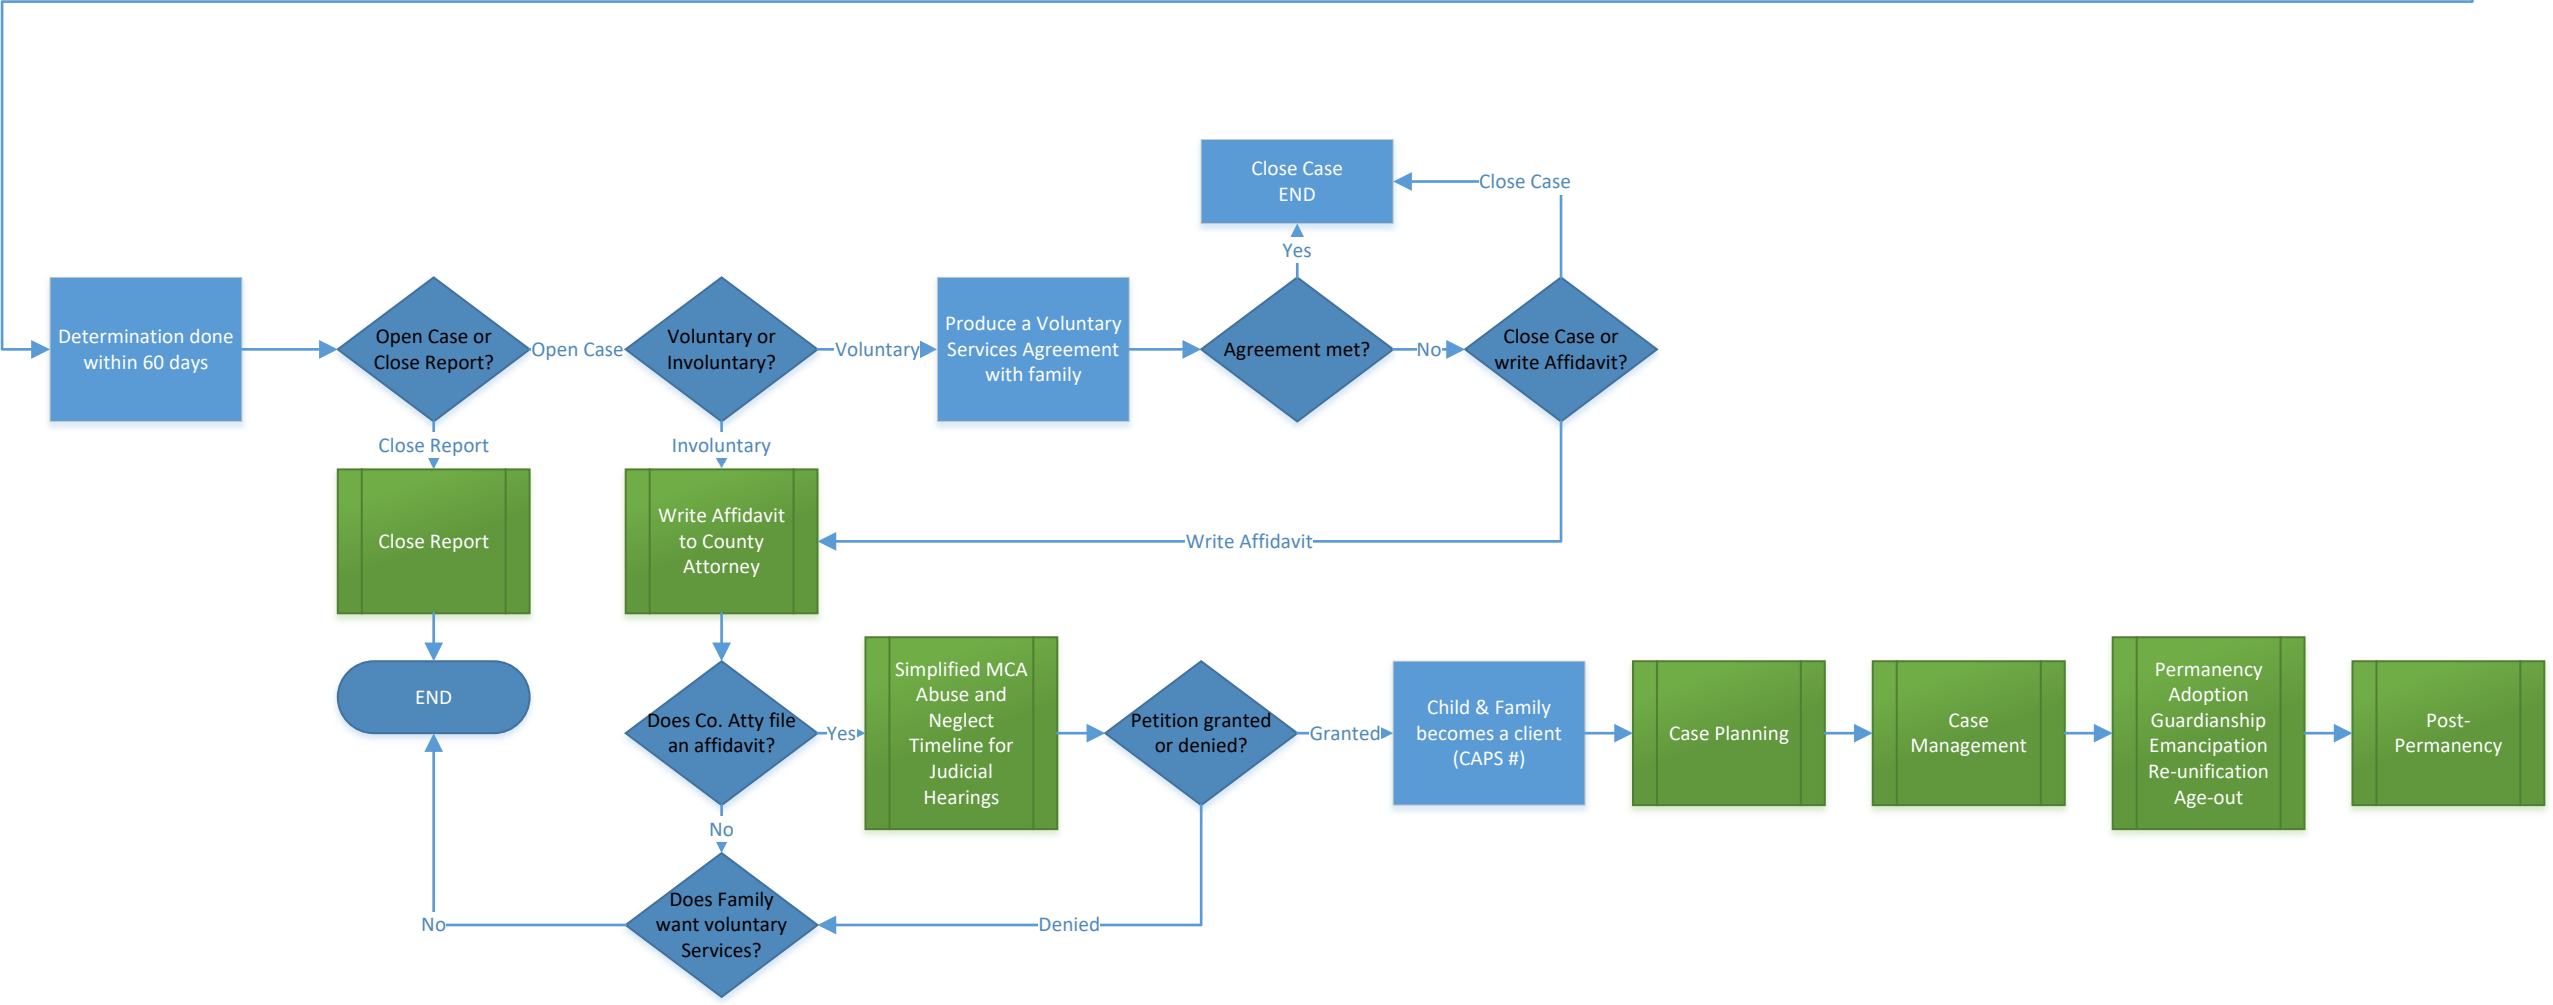 Close Case
END
Close Case
Yes
Determination done
within 60 days
Open Case or
Close Report?
Open Case
Voluntary or
Involuntary?
Voluntary
Produce a Voluntary
Services Agreement
with family
Agreement met?
No
Close Case or
write Affidavit?
Close Report
Involuntary
Close Report
Write Affidavit
to County
Attorney
Write Affidavit
END
Does Co. Atty file
an affidavit?
Yes
Simplified MCA
Abuse and
Neglect
Timeline for
Judicial
Hearings
Petition granted
or denied?
Granted
Child & Family
becomes a client
(CAPS #)
Case Planning
Case
Management
Permanency
Adoption
Guardianship
Emancipation
Re-unification
Age-out
Post-
Permanency
No
Does Family
want voluntary
Services?
No
Denied